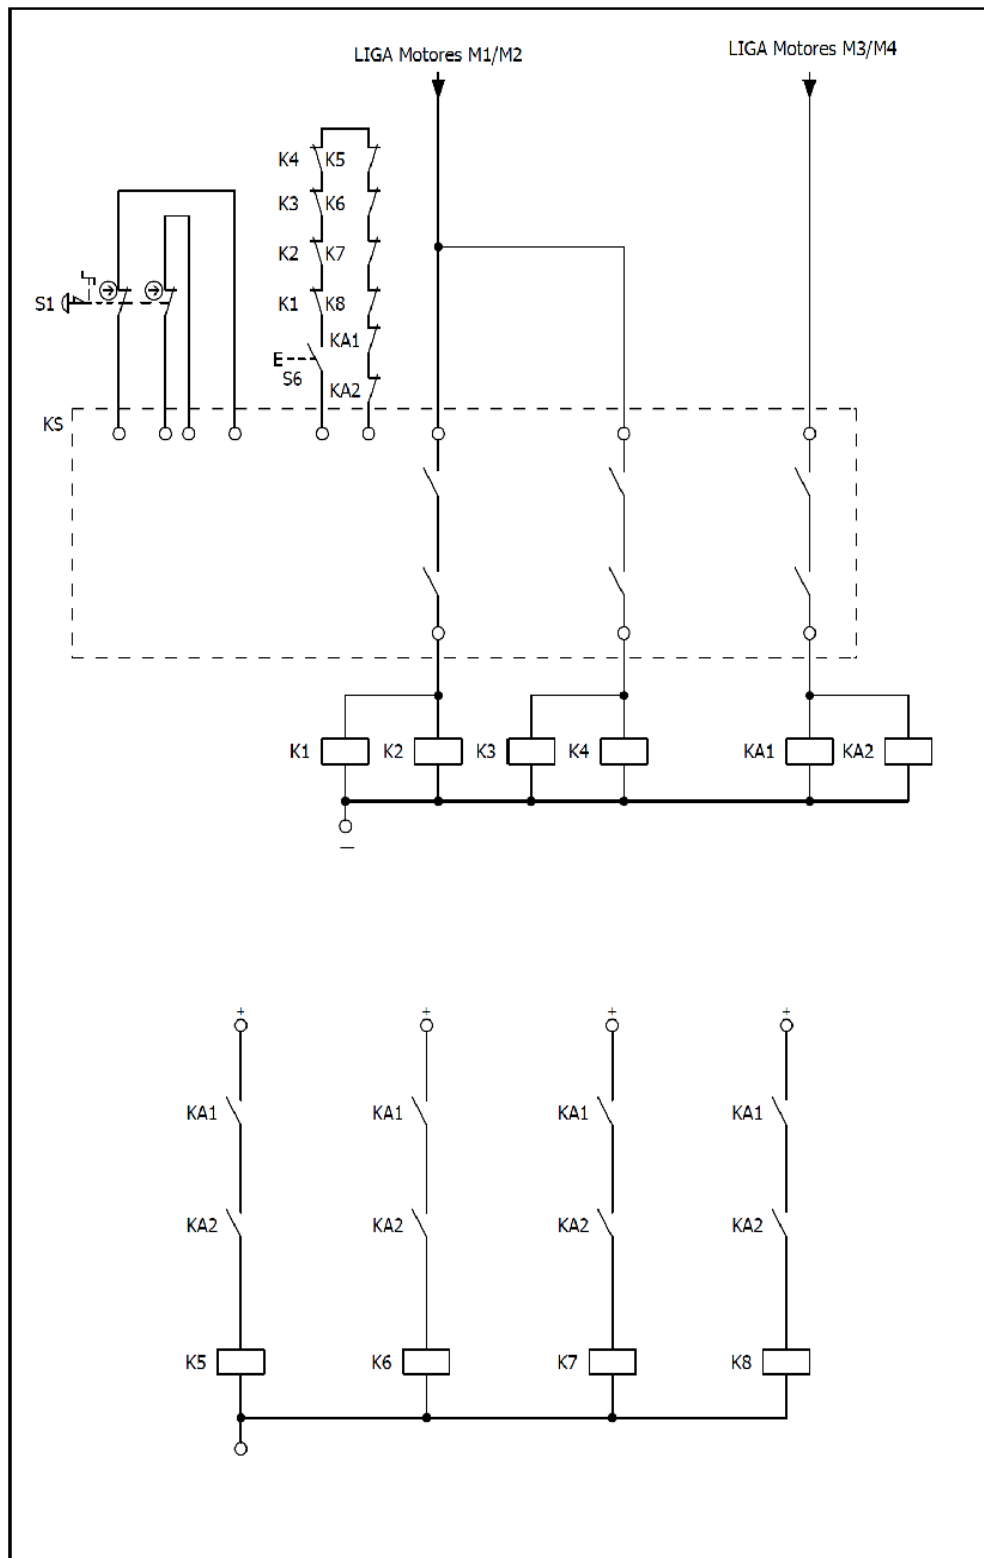 LIGA Motores M1/M2
LIGA Motores M3/M4
K4 K5
K3 K6
K2 K7
K1 K8
S1
KA1
S6
KA2
KS
K1 K2 K3 K4 KA1 KA2
—
+ + + +
KA1 KA1 KA1 KA1
KA2 KA2 KA2 KA2
K5 K6 K7 K8